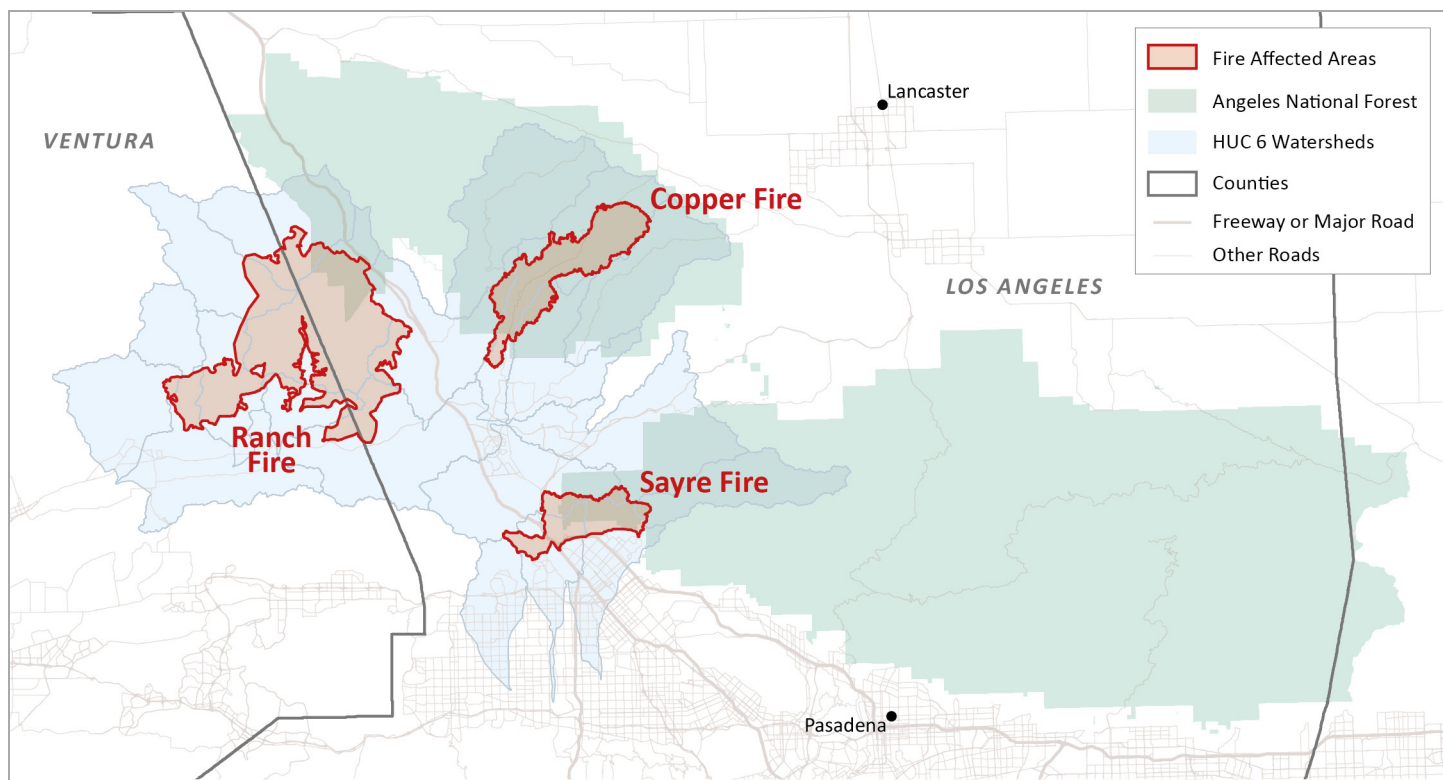 Fire Affected Areas
Angeles National Forest
HUC 6 Watersheds
Counties
Freeway or Major Road
Other Roads
Lancaster
VENTURA
Copper Fire
LOS ANGELES
Ranch
Fire
Sayre Fire
Pasadena